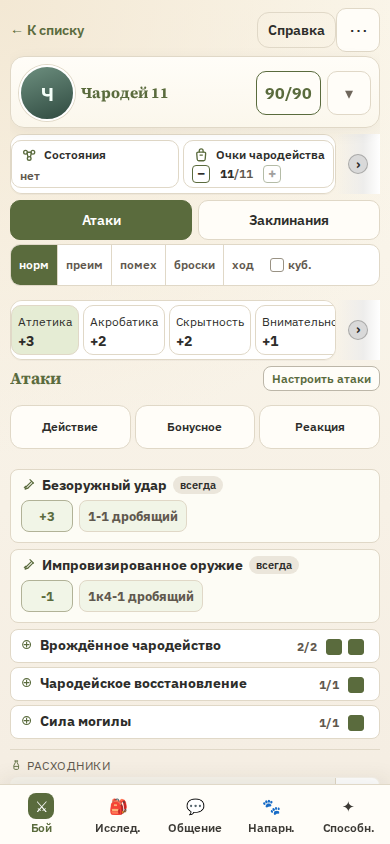 ← К списку
Справка
···
Ч
Чародей 11
90/90
▼
Состояния
нет
Очки чародейства
− 11/11 +
›
Атаки
Заклинания
норм преим помех броски ход куб.
Атлетика
+3
Акробатика
+2
Скрытность
+2
Внимательно
+1
›
Атаки
Настроить атаки
Действие
Бонусное
Реакция
Безоружный удар всегда
+3 1-1 дробящий
Импровизированное оружие всегда
-1 1к4-1 дробящий
Врождённое чародейство 2/2
Чародейское восстановление 1/1
Сила могилы 1/1
РАСХОДНИКИ
Бой Исслед. Общение Напарн. Способн.